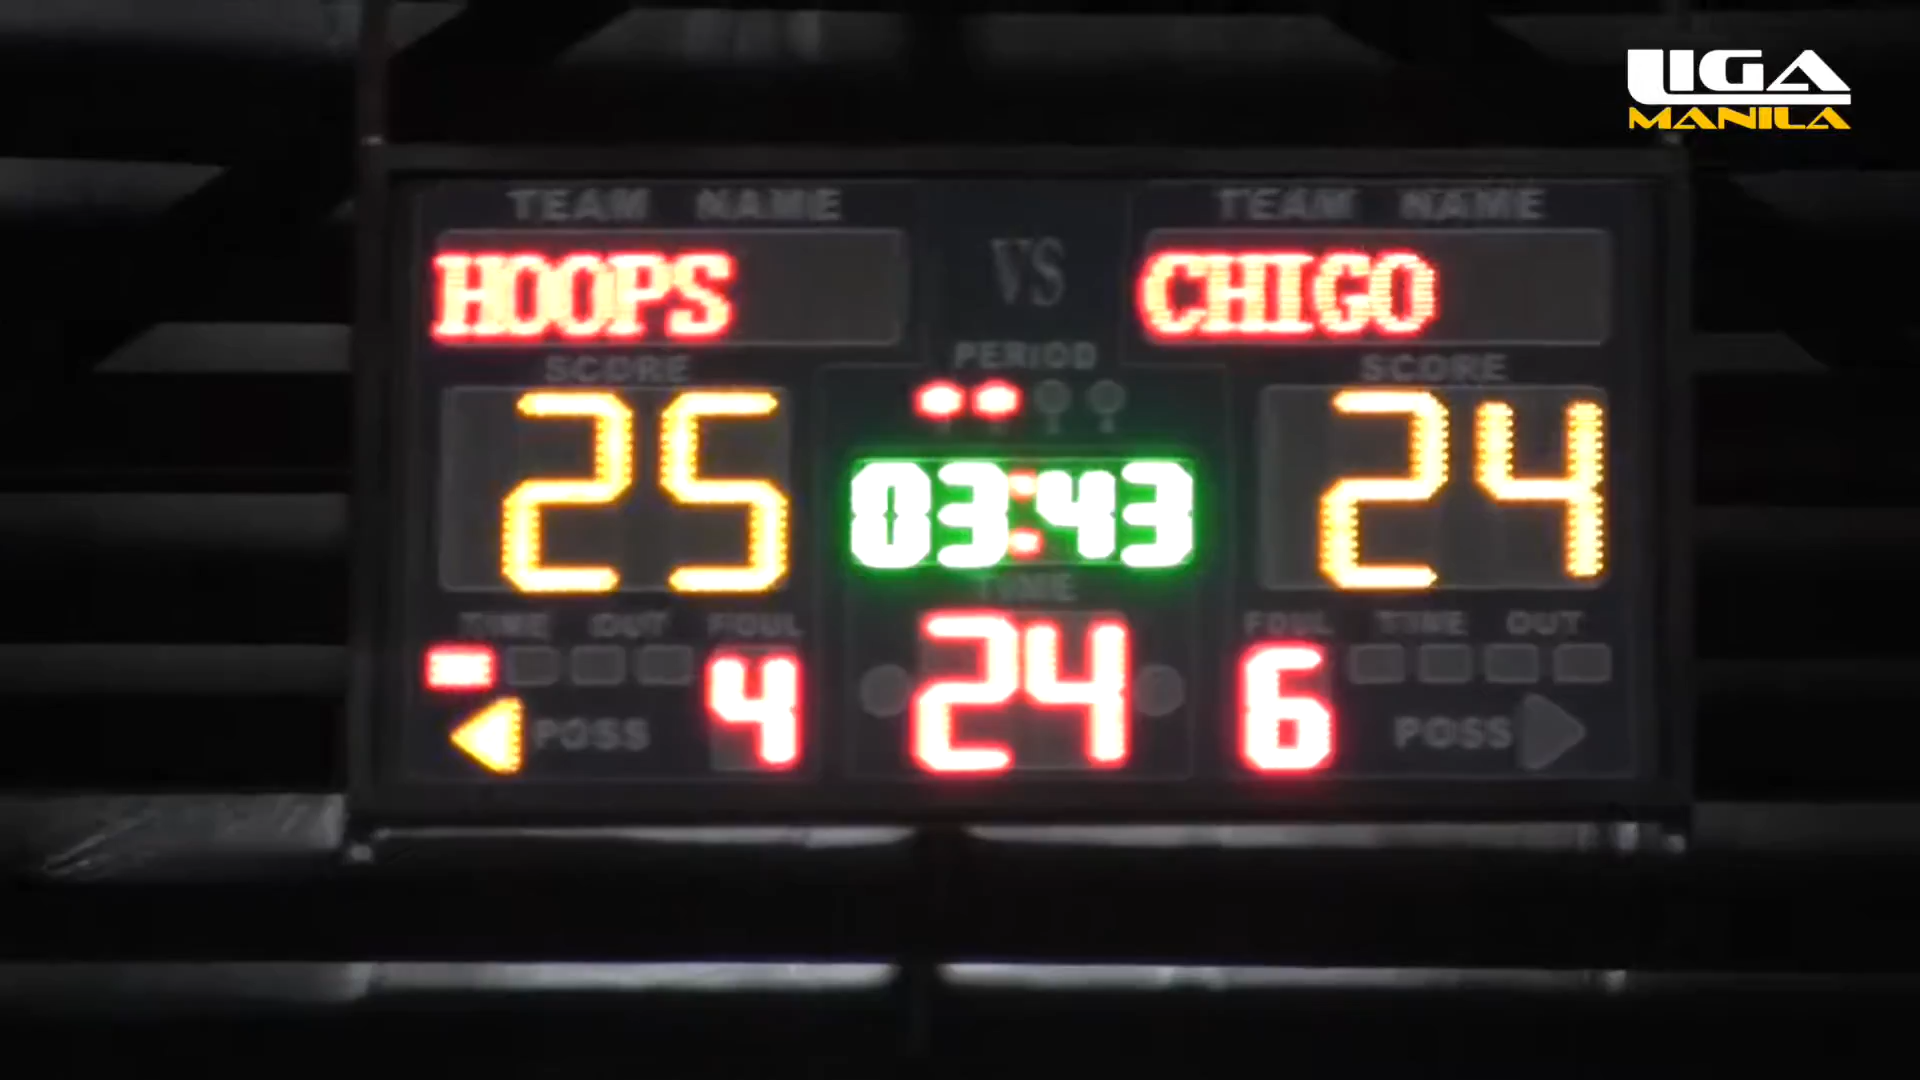 LIGA
MANILA
TEAM NAME
TEAM NAME
HOOPS
VS
CHIGO
SCORE
PERIOD
SCORE
25
03:43
24
TIME
TIME OUT FOUL
FOUL TIME OUT
4
24
6
POSS
POSS